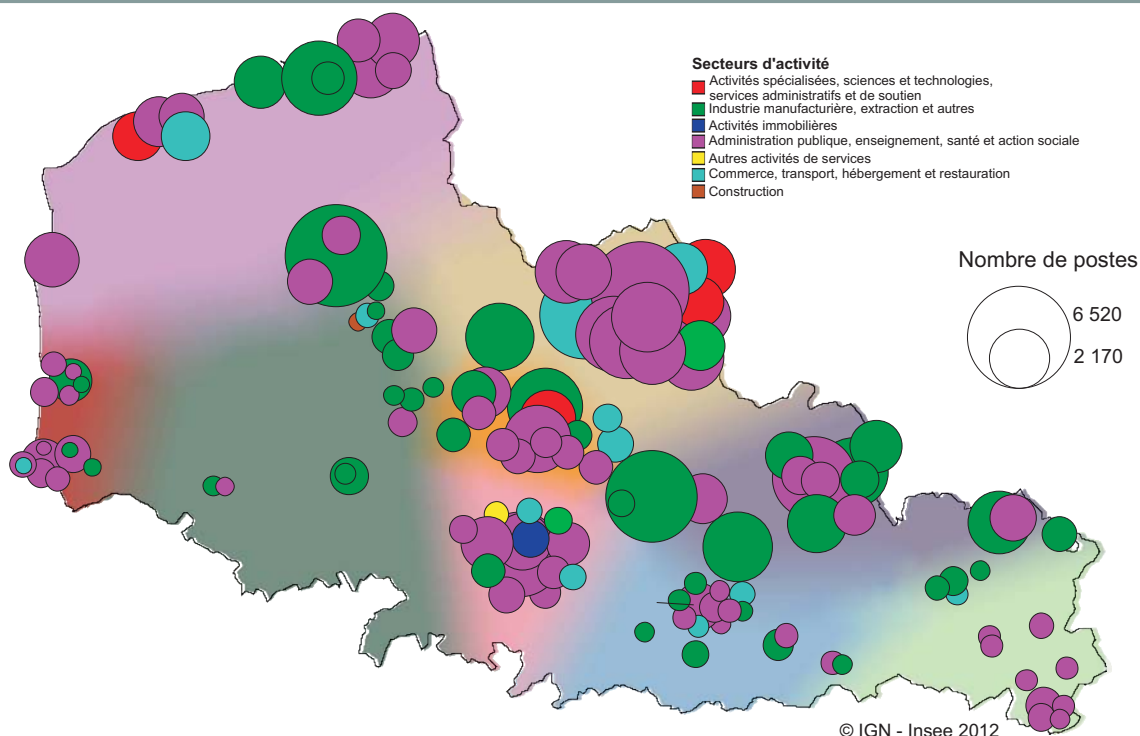 Secteurs d'activité
Activités spécialisées, sciences et technologies,
services administratifs et de soutien
Industrie manufacturière, extraction et autres
Activités immobilières
Administration publique, enseignement, santé et action sociale
Autres activités de services
Commerce, transport, hébergement et restauration
Construction
Nombre de postes
6 520
2 170
© IGN - Insee 2012